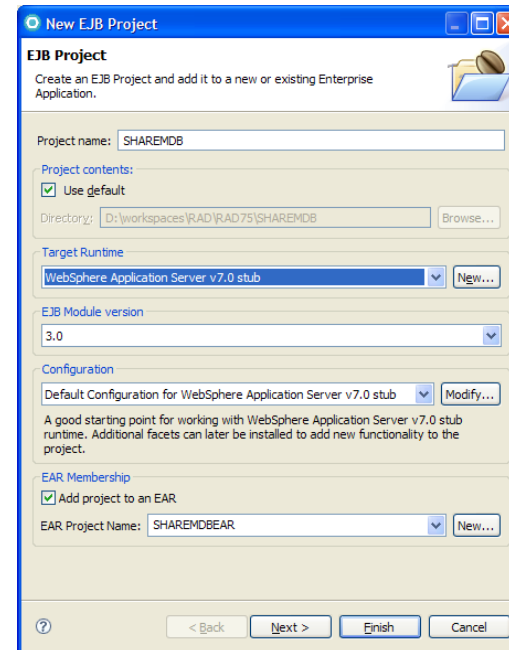 New EJB Project
EJB Project
Create an EJB Project and add it to a new or existing Enterprise
Application.
Project name: SHAREMDB
Project contents:
Use default
Directory: D:\workspaces\RAD\RAD75\SHAREMDB Browse...
Target Runtime
WebSphere Application Server v7.0 stub New...
EJB Module version
3.0
Configuration
Default Configuration for WebSphere Application Server v7.0 stub Modify...
A good starting point for working with WebSphere Application Server v7.0 stub
runtime. Additional facets can later be installed to add new functionality to the
project.
EAR Membership
Add project to an EAR
EAR Project Name: SHAREMDBEAR New...
? < Back Next > Finish Cancel